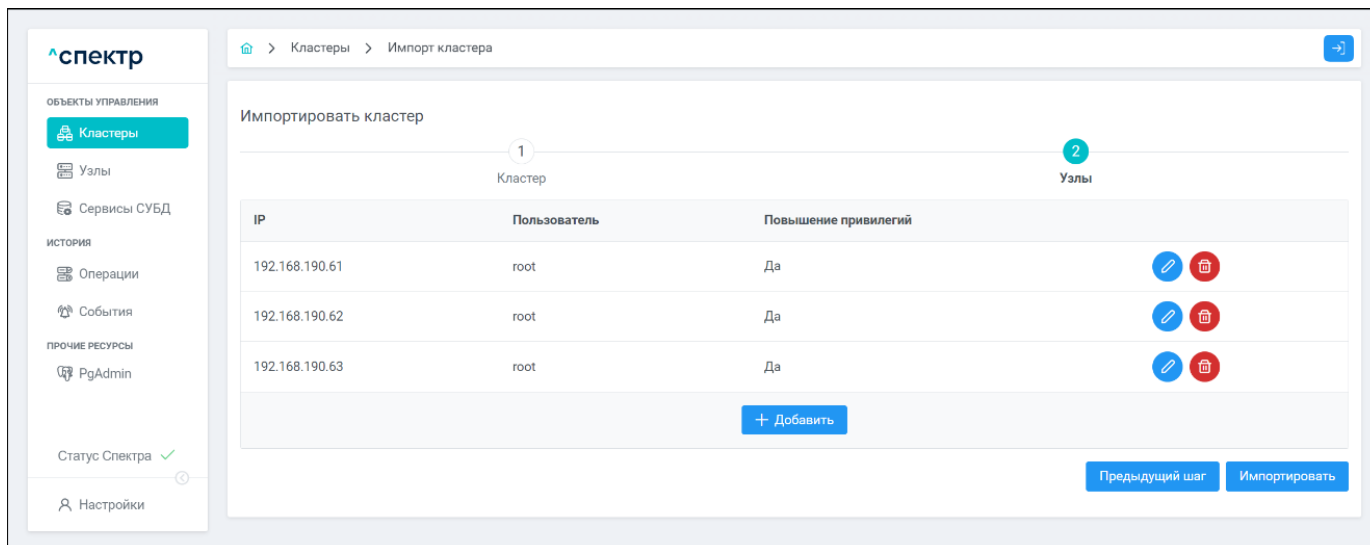 ^спектр
Кластеры > Импорт кластера
ОБЪЕКТЫ УПРАВЛЕНИЯ
Кластеры
Узлы
Сервисы СУБД
ИСТОРИЯ
Операции
События
ПРОЧИЕ РЕСУРСЫ
PgAdmin
Статус Спектра
Настройки
Импортировать кластер
1
Кластер
2
Узлы
IP Пользователь Повышение привилегий
192.168.190.61 root Да
192.168.190.62 root Да
192.168.190.63 root Да
+ Добавить
Предыдущий шаг Импортировать